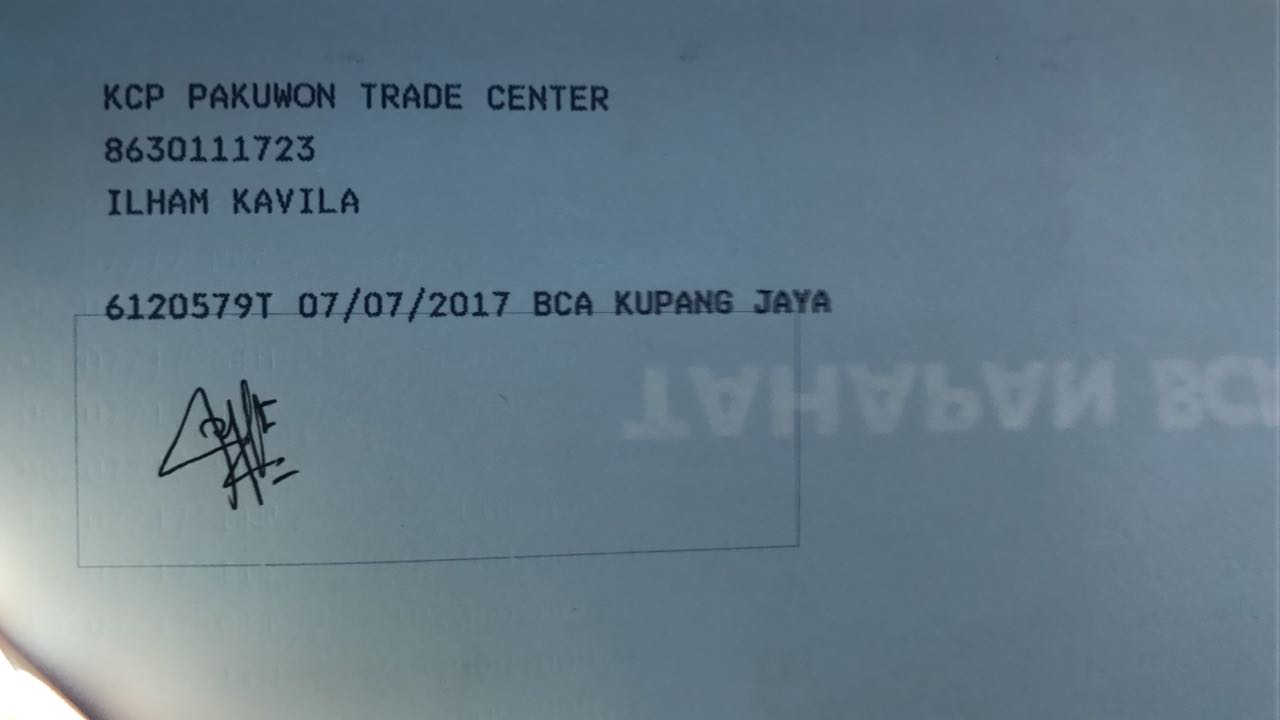 KCP PAKUWON TRADE CENTER
8630111723
ILHAM KAVILA
6120579T 07/07/2017 BCA KUPANG JAYA
TAHAPAN BCA